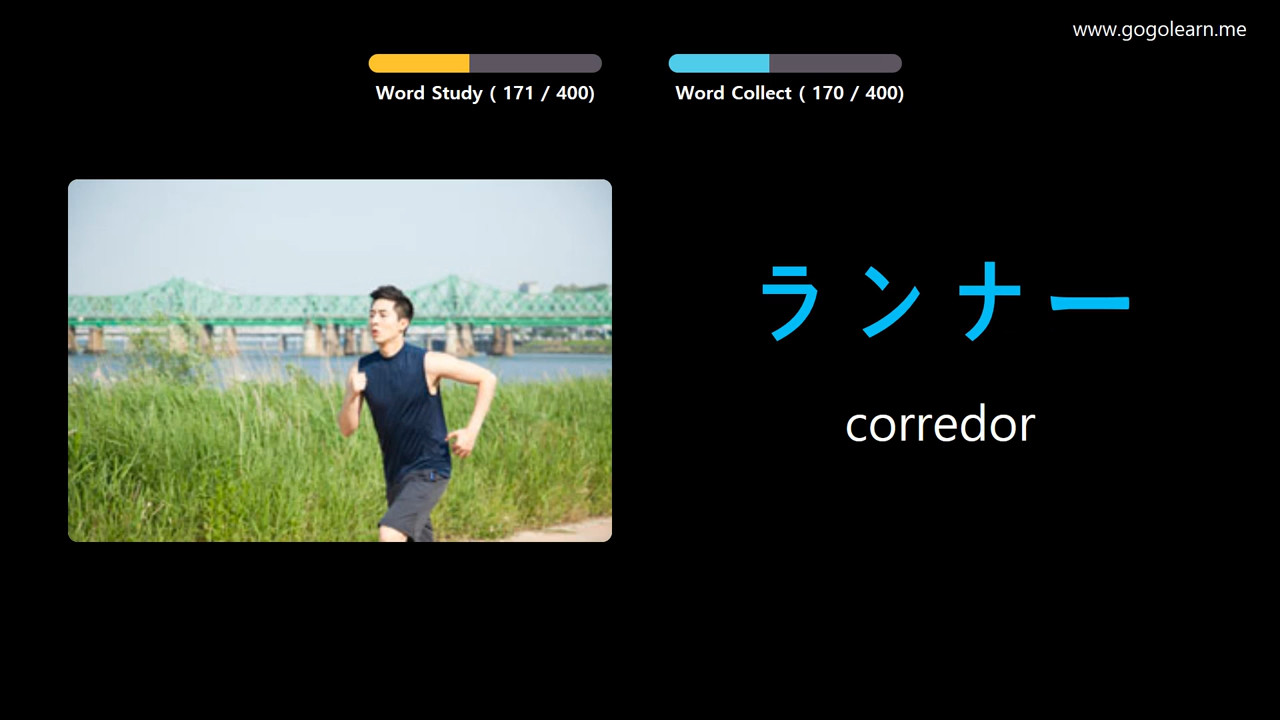 www.gogolearn.me
Word Study ( 171 / 400)
Word Collect ( 170 / 400)
ランナー
corredor